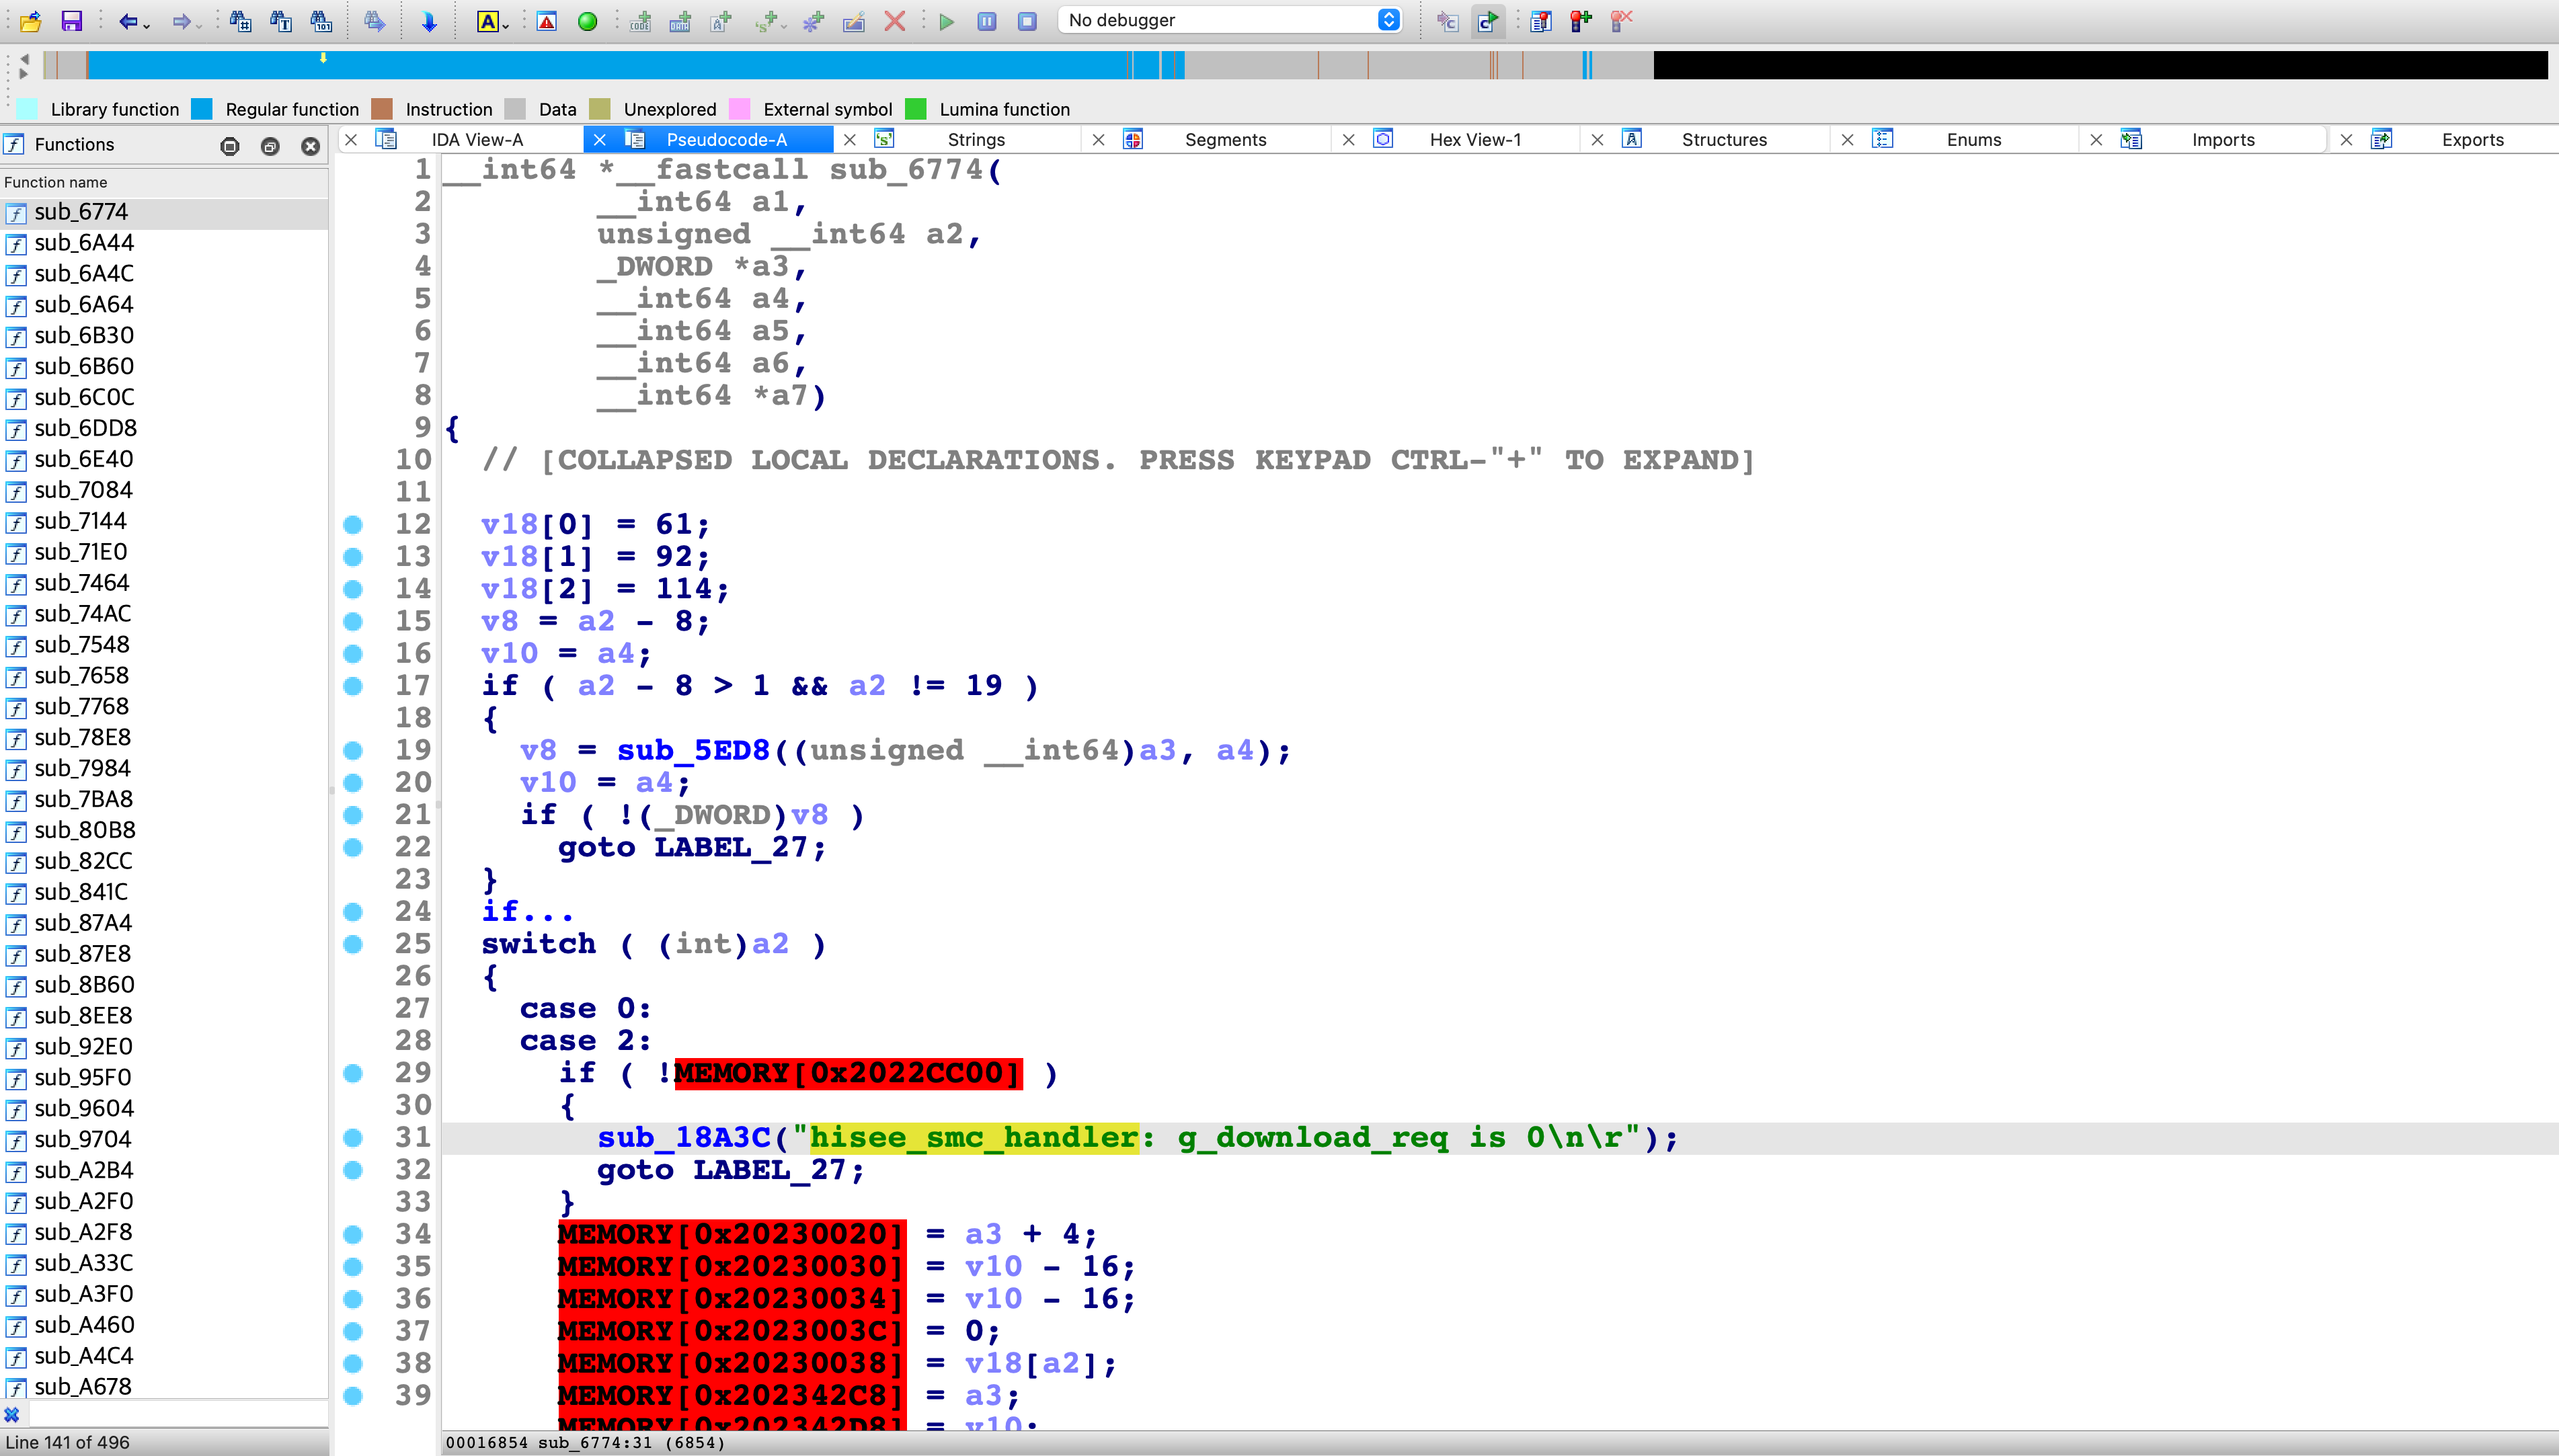 No debugger
Library function Regular function Instruction Data Unexplored External symbol Lumina function
Functions
IDA View-A Pseudocode-A Strings Segments Hex View-1 Structures Enums Imports Exports
Function name
sub_6774
sub_6A44
sub_6A4C
sub_6A64
sub_6B30
sub_6B60
sub_6C0C
sub_6DD8
sub_6E40
sub_7084
sub_7144
sub_71E0
sub_7464
sub_74AC
sub_7548
sub_7658
sub_7768
sub_78E8
sub_7984
sub_7BA8
sub_80B8
sub_82CC
sub_841C
sub_87A4
sub_87E8
sub_8B60
sub_8EE8
sub_92E0
sub_95F0
sub_9604
sub_9704
sub_A2B4
sub_A2F0
sub_A2F8
sub_A33C
sub_A3F0
sub_A460
sub_A4C4
sub_A678
Line 141 of 496
1 __int64 *__fastcall sub_6774(
2 __int64 a1,
3 unsigned __int64 a2,
4 _DWORD *a3,
5 __int64 a4,
6 __int64 a5,
7 __int64 a6,
8 __int64 *a7)
9 {
10 // [COLLAPSED LOCAL DECLARATIONS. PRESS KEYPAD CTRL-"+" TO EXPAND]
11
12 v18[0] = 61;
13 v18[1] = 92;
14 v18[2] = 114;
15 v8 = a2 - 8;
16 v10 = a4;
17 if ( a2 - 8 > 1 && a2 != 19 )
18 {
19 v8 = sub_5ED8((unsigned __int64)a3, a4);
20 v10 = a4;
21 if ( !(_DWORD)v8 )
22 goto LABEL_27;
23 }
24 if...
25 switch ( (int)a2 )
26 {
27 case 0:
28 case 2:
29 if ( !MEMORY[0x2022CC00] )
30 {
31 sub_18A3C("hisee_smc_handler: g_download_req is 0\n\r");
32 goto LABEL_27;
33 }
34 MEMORY[0x20230020] = a3 + 4;
35 MEMORY[0x20230030] = v10 - 16;
36 MEMORY[0x20230034] = v10 - 16;
37 MEMORY[0x2023003C] = 0;
38 MEMORY[0x20230038] = v18[a2];
39 MEMORY[0x202342C8] = a3;
MEMORY[0x202342D8] = v10;
00016854 sub_6774:31 (6854)